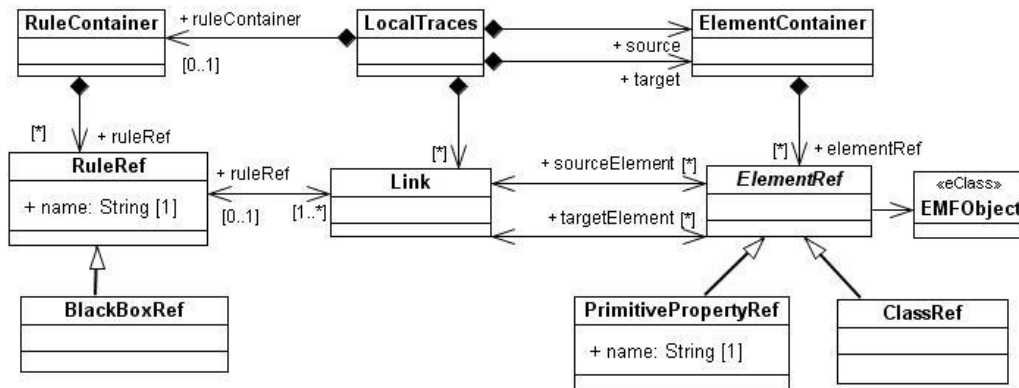 RuleContainer
+ ruleContainer
LocalTraces
ElementContainer
[0..1]
+ source
+ target
[*]
+ ruleRef
[*]
[*]
+ elementRef
RuleRef
+ name: String [1]
+ ruleRef
[0..1]
[1..*]
Link
+ sourceElement [*]
+ targetElement [*]
ElementRef
«eClass»
EMFObject
BlackBoxRef
PrimitivePropertyRef
+ name: String [1]
ClassRef